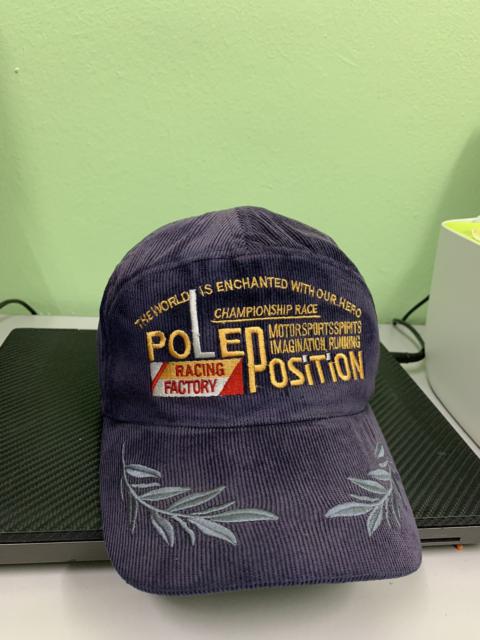 THE WORLD IS ENCHANTED WITH OUR HERO
CHAMPIONSHIP RACE
POLE
MOTORSPORTSSPIRITS
IMAGINATION, RUNNING
POSITION
RACING
FACTORY